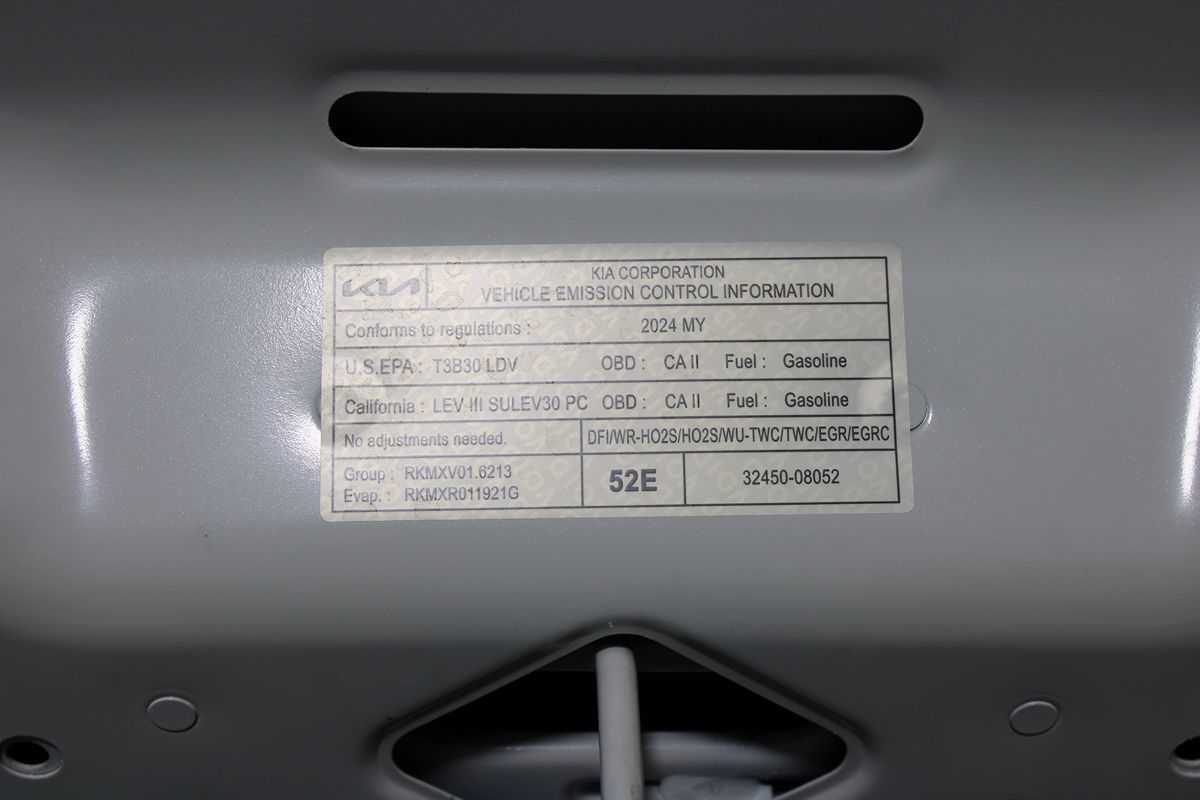 KIA KIA CORPORATION
VEHICLE EMISSION CONTROL INFORMATION
Conforms to regulations : 2024 MY
U.S.EPA : T3B30 LDV OBD : CA II Fuel : Gasoline
California : LEV III SULEV30 PC OBD : CA II Fuel : Gasoline
No adjustments needed. DFI/WR-HO2S/HO2S/WU-TWC/TWC/EGR/EGRC
Group : RKMXV01.6213
Evap. : RKMXR011921G
52E 32450-08052